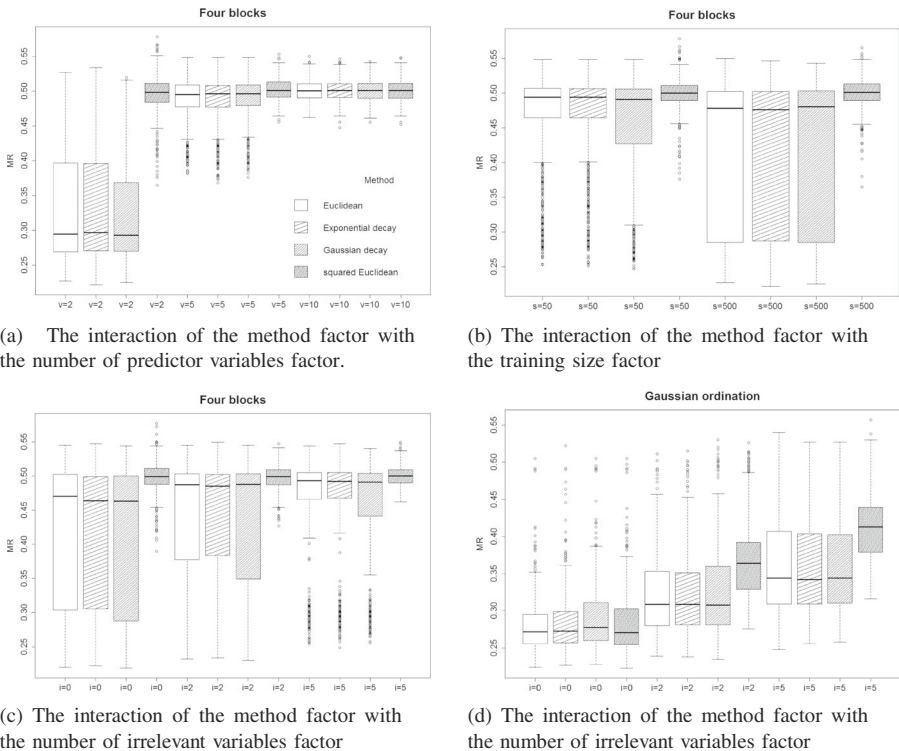 Four blocks
MR
0.25 0.30 0.35 0.40 0.45 0.50 0.55
Method
Euclidean
Exponential decay
Gaussian decay
squared Euclidean
v=2 v=2 v=2 v=2 v=5 v=5 v=5 v=5 v=10 v=10 v=10 v=10
(a) The interaction of the method factor with
the number of predictor variables factor.
Four blocks
MR
0.25 0.30 0.35 0.40 0.45 0.50 0.55
s=50 s=50 s=50 s=50 s=500 s=500 s=500 s=500
(b) The interaction of the method factor with
the training size factor
Four blocks
MR
0.25 0.30 0.35 0.40 0.45 0.50 0.55
i=0 i=0 i=0 i=0 i=2 i=2 i=2 i=2 i=5 i=5 i=5 i=5
(c) The interaction of the method factor with
the number of irrelevant variables factor
Gaussian ordination
MR
0.25 0.30 0.35 0.40 0.45 0.50 0.55
i=0 i=0 i=0 i=0 i=2 i=2 i=2 i=2 i=5 i=5 i=5 i=5
(d) The interaction of the method factor with
the number of irrelevant variables factor